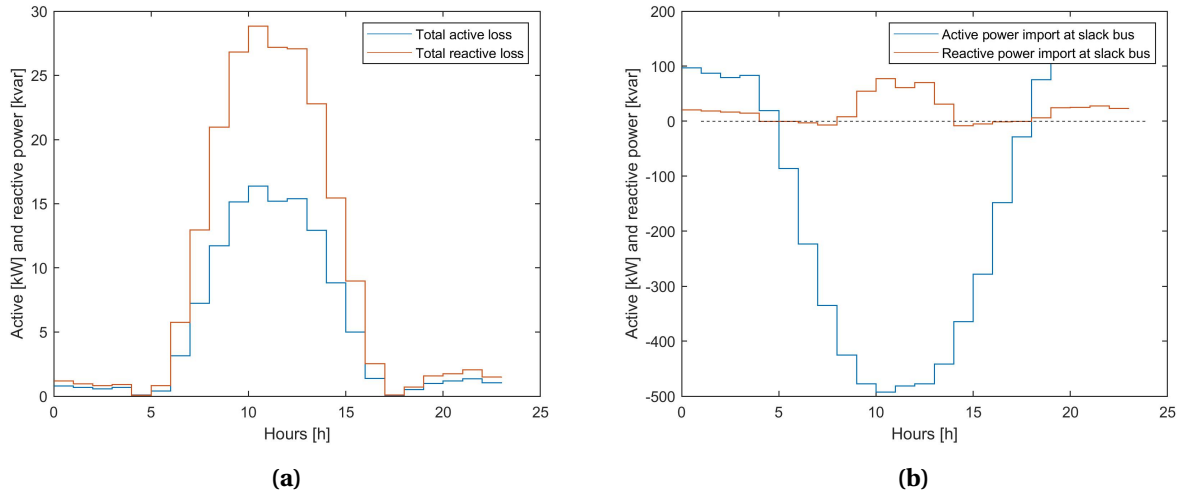 30
25
20
15
10
5
0
0 5 10 15 20 25
Active [kW] and reactive power [kvar]
Hours [h]
Total active loss
Total reactive loss
(a)
200
100
0
-100
-200
-300
-400
-500
0 5 10 15 20 25
Active [kW] and reactive power [kvar]
Hours [h]
Active power import at slack bus
Reactive power import at slack bus
(b)